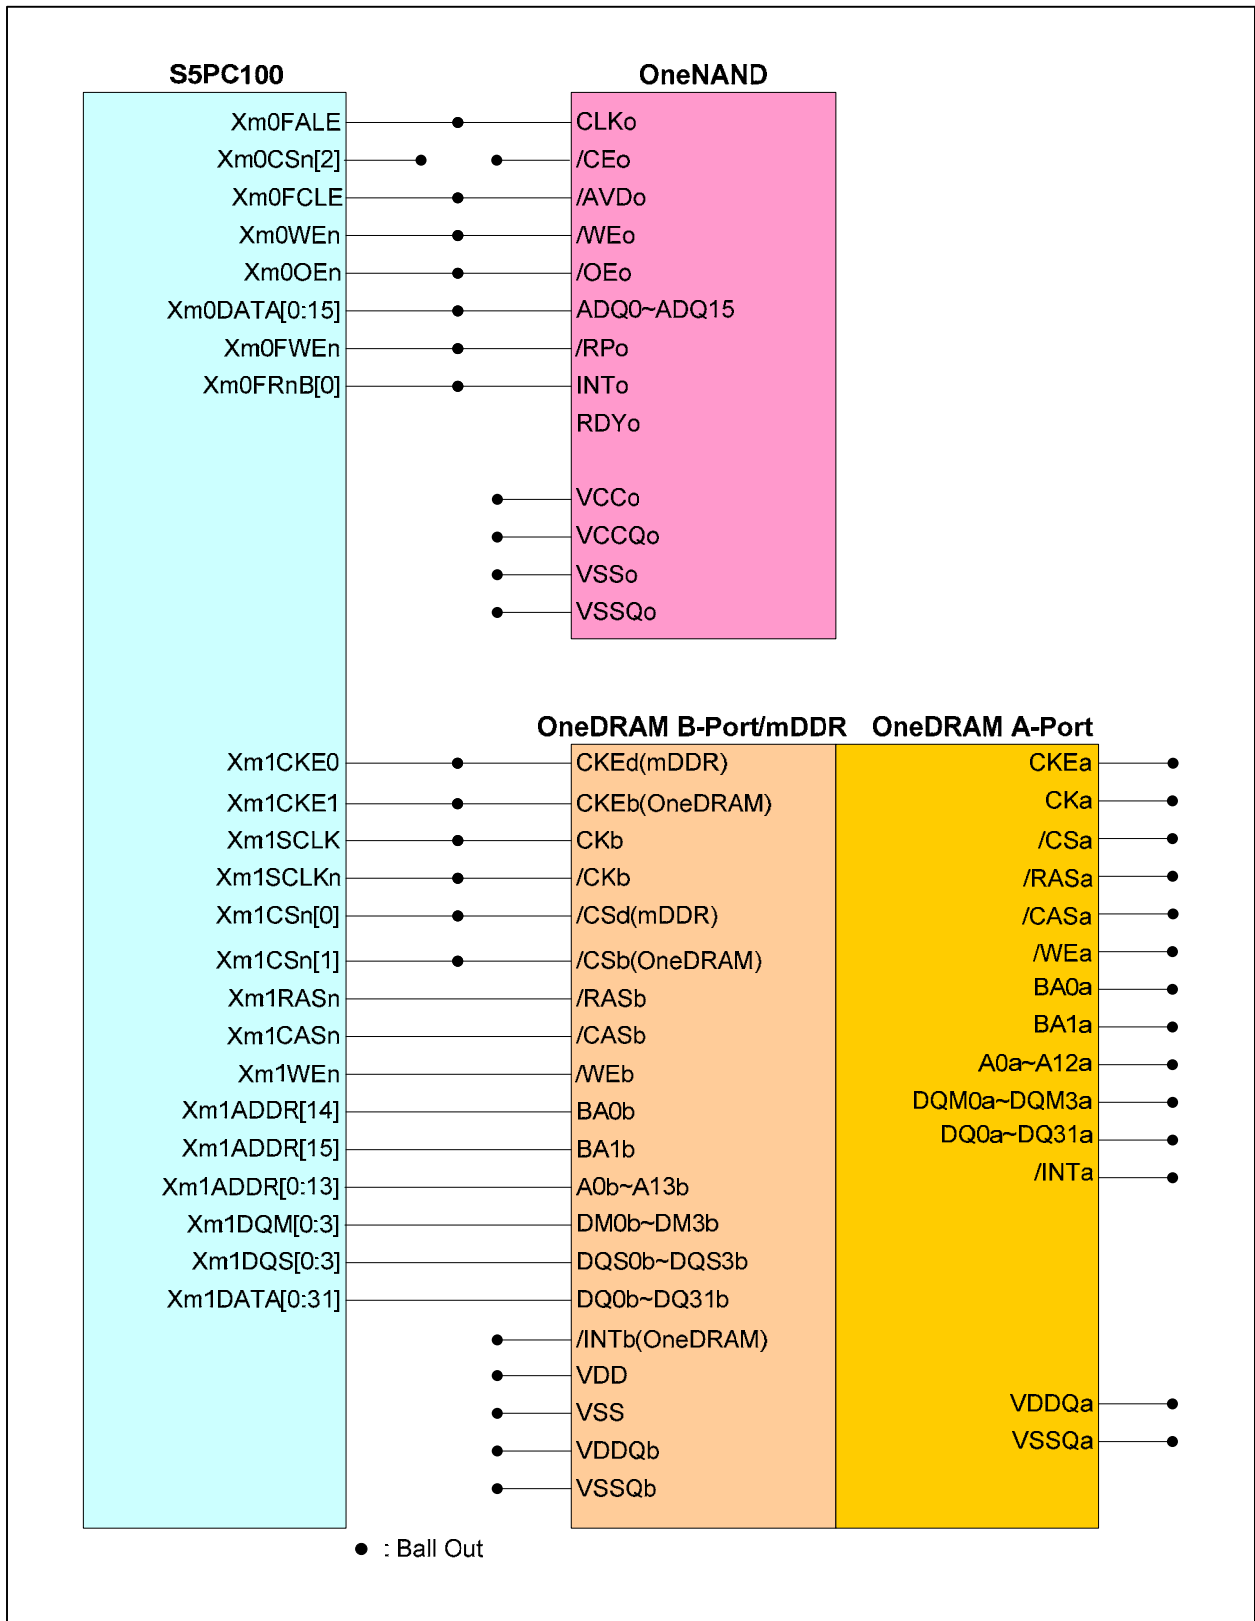 S5PC100 OneNAND
Xm0FALE CLKo
Xm0CSn[2] /CEo
Xm0FCLE /AVDo
Xm0WEn /WEo
Xm0OEn /OEo
Xm0DATA[0:15] ADQ0~ADQ15
Xm0FWEn /RPo
Xm0FRnB[0] INTo
RDYo
VCCo
VCCQo
VSSo
VSSQo
OneDRAM B-Port/mDDR OneDRAM A-Port
Xm1CKE0 CKEd(mDDR) CKEa
Xm1CKE1 CKEb(OneDRAM) CKa
Xm1SCLK CKb /CSa
Xm1SCLKn /CKb /RASa
Xm1CSn[0] /CSd(mDDR) /CASa
Xm1CSn[1] /CSb(OneDRAM) /WEa
Xm1RASn /RASb BA0a
Xm1CASn /CASb BA1a
Xm1WEn /WEb A0a~A12a
Xm1ADDR[14] BA0b DQM0a~DQM3a
Xm1ADDR[15] BA1b DQ0a~DQ31a
Xm1ADDR[0:13] A0b~A13b /INTa
Xm1DQM[0:3] DM0b~DM3b
Xm1DQS[0:3] DQS0b~DQS3b
Xm1DATA[0:31] DQ0b~DQ31b
/INTb(OneDRAM)
VDD
VSS VDDQa
VDDQb VSSQa
VSSQb
● : Ball Out